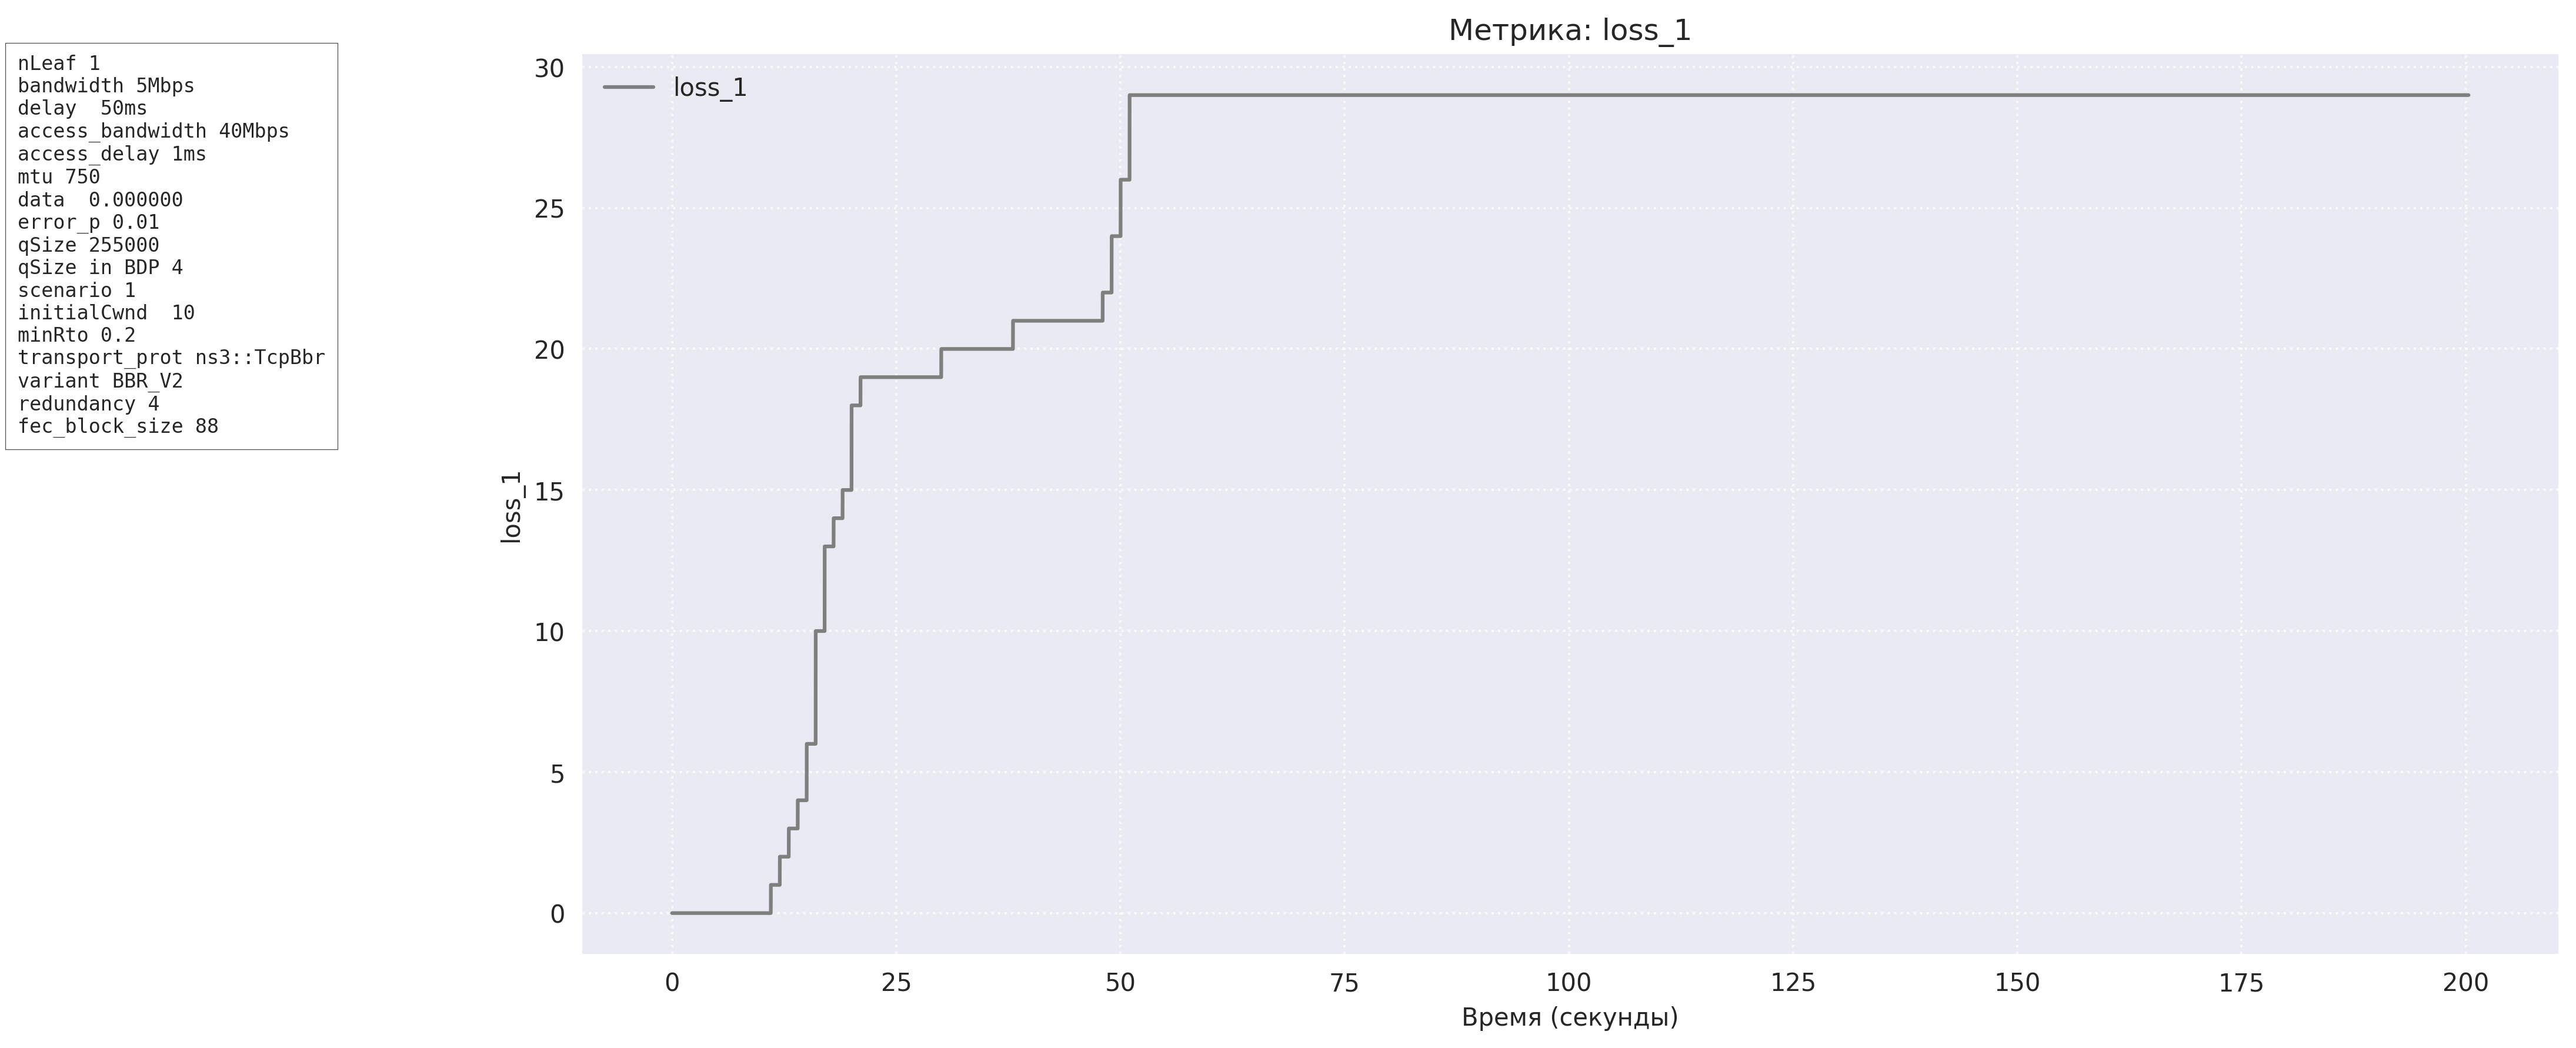 nLeaf 1
bandwidth 5Mbps
delay  50ms
access_bandwidth 40Mbps
access_delay 1ms
mtu 750
data  0.000000
error_p 0.01
qSize 255000
qSize in BDP 4
scenario 1
initialCwnd  10
minRto 0.2
transport_prot ns3::TcpBbr
variant BBR_V2
redundancy 4
fec_block_size 88
Метрика: loss_1
loss_1
loss_1
30
25
20
15
10
5
0
0 25 50 75 100 125 150 175 200
Время (секунды)